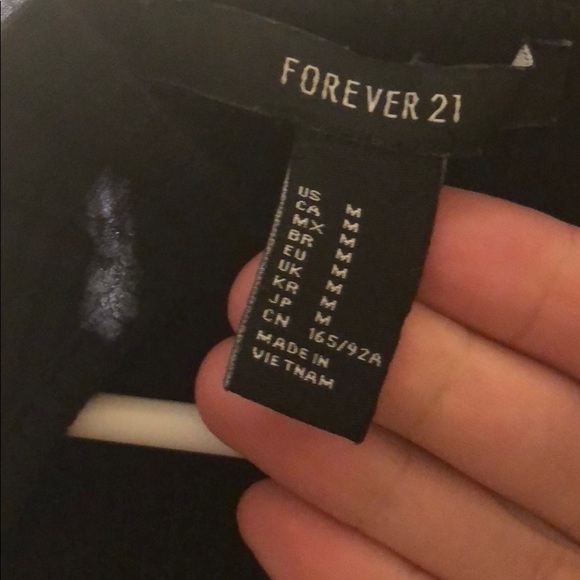 FOREVER 21
US M
CA M
MX M
BR M
EU M
UK M
KR M
JP M
CN 165/92A
MADE IN
VIETNAM